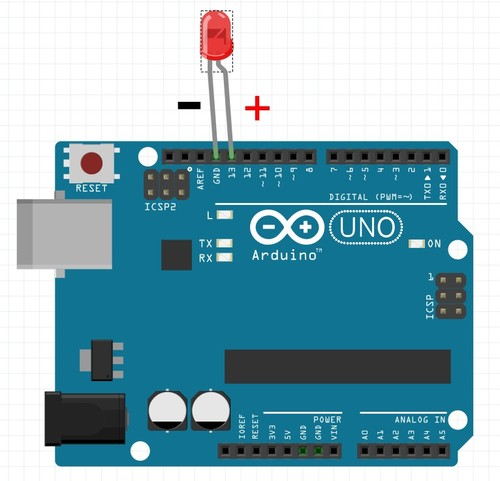 - +
RESET
ICSP2
AREF
GND
13
12
~11
~10
~9
8
7
~6
~5
4
~3
2
TXD▶1
RXD◀0
DIGITAL (PWM=~)
L
TX
RX
- +
Arduino™
UNO
ON
1
ICSP
IOREF
RESET
3V3
5V
GND
GND
VIN
POWER
ANALOG IN
A0
A1
A2
A3
A4
A5